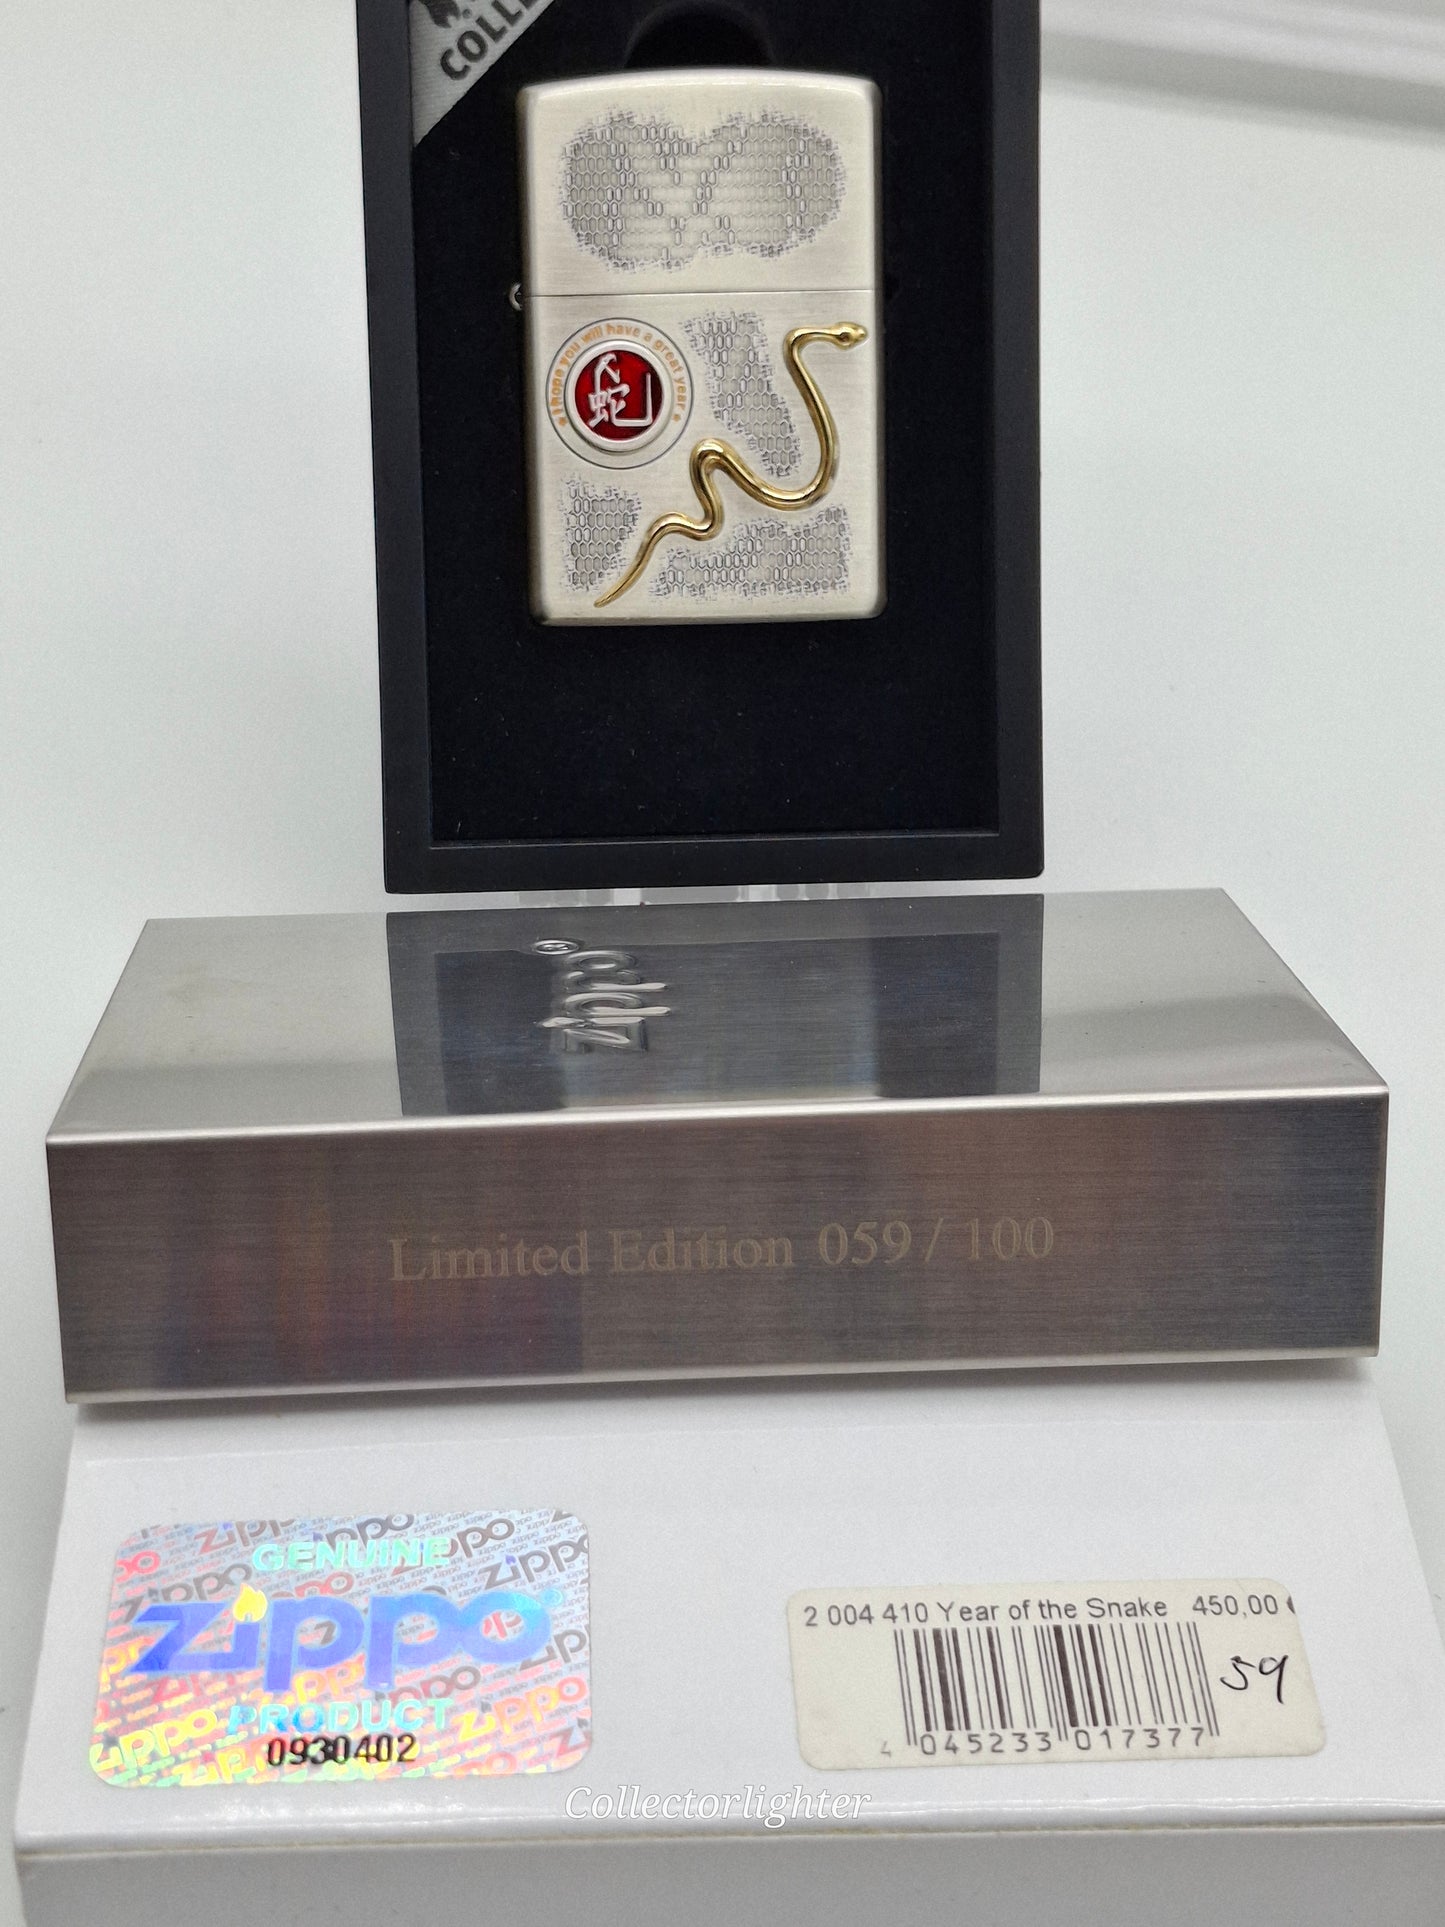 COLLE
« I hope you will have a great year »
蛇
zippo®
Limited Edition 059 / 100
GENUINE
zippo®
PRODUCT
0930402
2 004 410 Year of the Snake 450,00 €
59
4 045233 017377
Collectorlighter